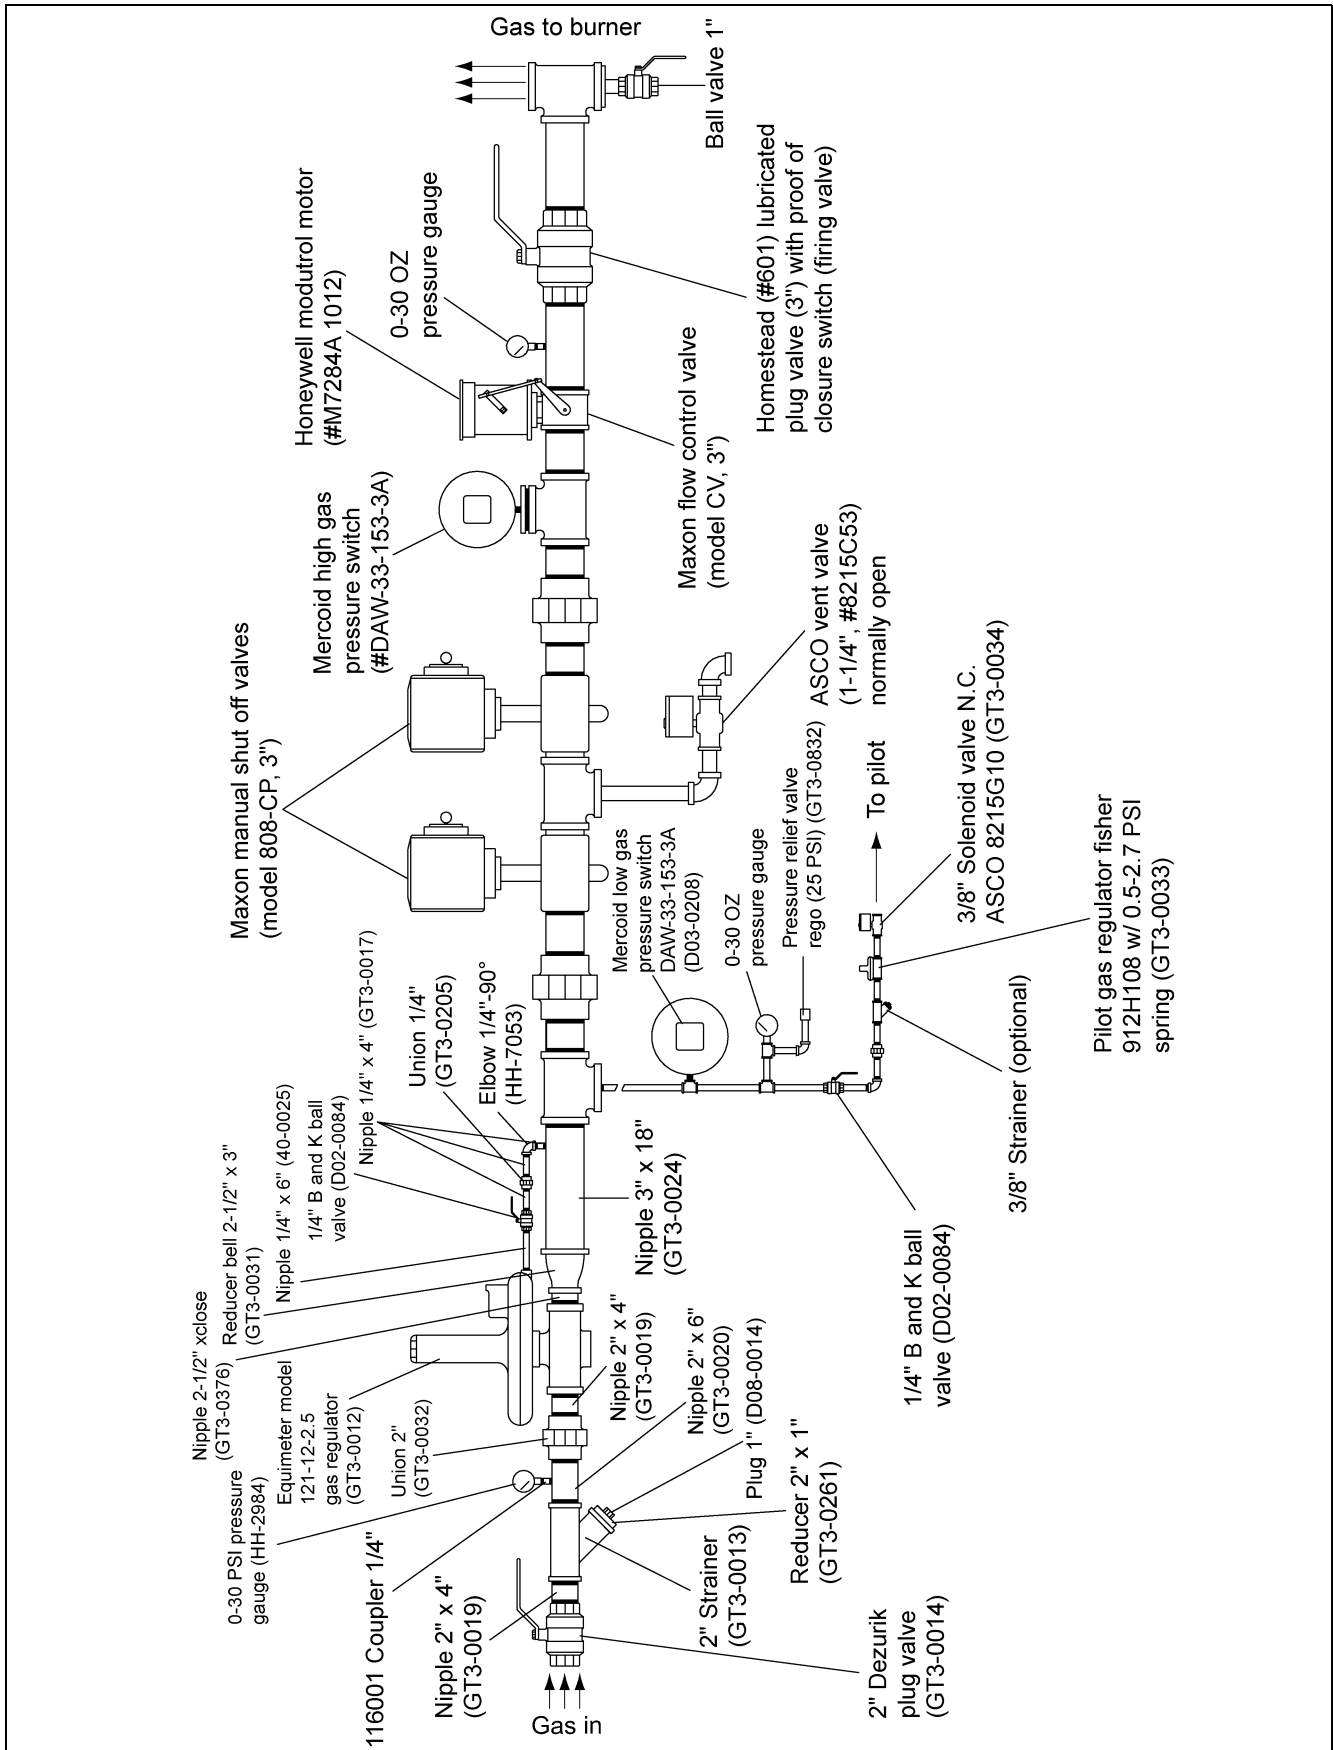 Gas to burner
Ball valve 1"
Honeywell modutrol motor
(#M7284A 1012)
0-30 OZ
pressure gauge
Homestead (#601) lubricated
plug valve (3") with proof of
closure switch (firing valve)
Mercoid high gas
pressure switch
(#DAW-33-153-3A)
Maxon flow control valve
(model CV, 3")
Maxon manual shut off valves
(model 808-CP, 3")
ASCO vent valve
(1-1/4", #8215C53)
normally open
Mercoid low gas
pressure switch
DAW-33-153-3A
(D03-0208)
0-30 OZ
pressure gauge
Pressure relief valve
rego (25 PSI) (GT3-0832)
To pilot
3/8" Solenoid valve N.C.
ASCO 8215G10 (GT3-0034)
Pilot gas regulator fisher
912H108 w/ 0.5-2.7 PSI
spring (GT3-0033)
3/8" Strainer (optional)
1/4" B and K ball
valve (D02-0084)
Nipple 2-1/2" xclose
(GT3-0376)
Reducer bell 2-1/2" x 3"
(GT3-0031)
Nipple 1/4" x 6" (40-0025)
1/4" B and K ball
valve (D02-0084)
Nipple 1/4" x 4" (GT3-0017)
Union 1/4"
(GT3-0205)
Elbow 1/4"-90°
(HH-7053)
Nipple 3" x 18"
(GT3-0024)
0-30 PSI pressure
gauge (HH-2984)
Equimeter model
121-12-2.5
gas regulator
(GT3-0012)
Union 2"
(GT3-0032)
Nipple 2" x 4"
(GT3-0019)
Nipple 2" x 6"
(GT3-0020)
Plug 1" (D08-0014)
Reducer 2" x 1"
(GT3-0261)
116001 Coupler 1/4"
Nipple 2" x 4"
(GT3-0019)
2" Strainer
(GT3-0013)
2" Dezurik
plug valve
(GT3-0014)
Gas in